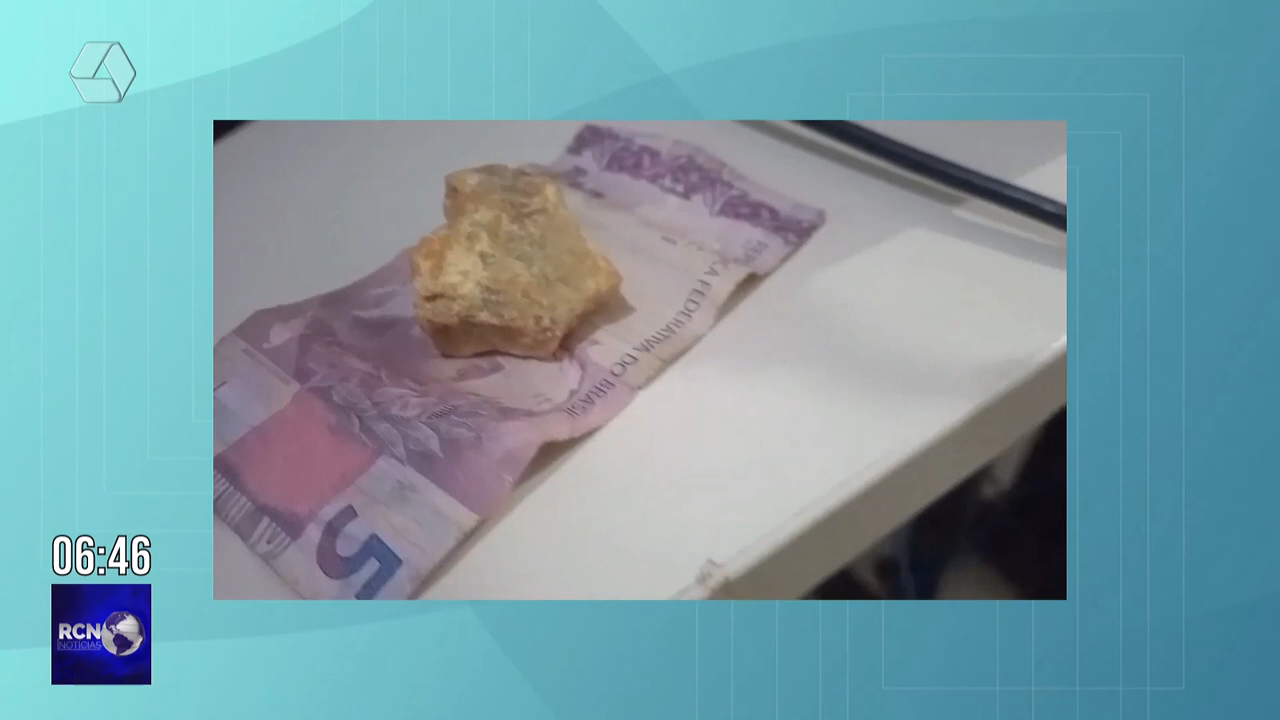 REPÚBLICA FEDERATIVA DO BRASIL
5
06:46
RCN
NOTÍCIAS